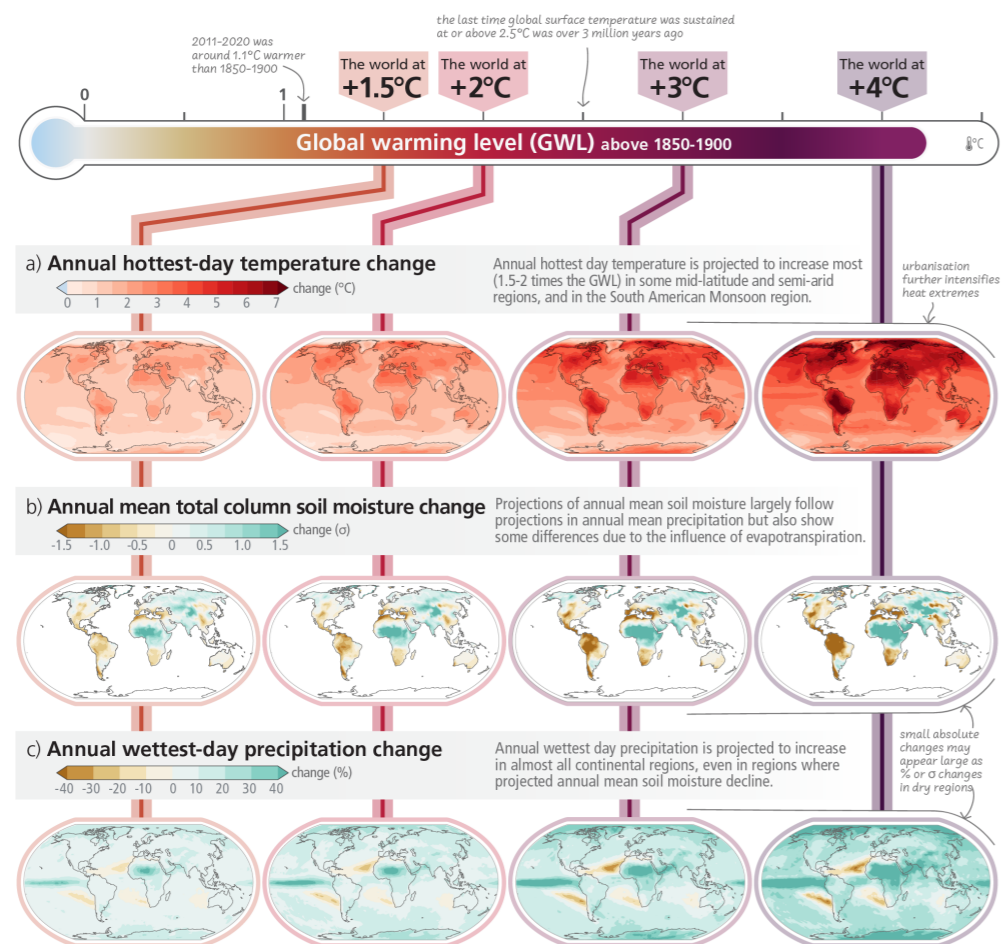 the last time global surface temperature was sustained
at or above 2.5°C was over 3 million years ago
2011-2020 was
around 1.1°C warmer
than 1850-1900
The world at
+1.5°C
The world at
+2°C
The world at
+3°C
The world at
+4°C
0
1
Global warming level (GWL) above 1850-1900
°C
a) Annual hottest-day temperature change
change (°C)
0 1 2 3 4 5 6 7
Annual hottest day temperature is projected to increase most
(1.5-2 times the GWL) in some mid-latitude and semi-arid
regions, and in the South American Monsoon region.
urbanisation
further intensifies
heat extremes
b) Annual mean total column soil moisture change
change (σ)
-1.5 -1.0 -0.5 0 0.5 1.0 1.5
Projections of annual mean soil moisture largely follow
projections in annual mean precipitation but also show
some differences due to the influence of evapotranspiration.
c) Annual wettest-day precipitation change
change (%)
-40 -30 -20 -10 0 10 20 30 40
Annual wettest day precipitation is projected to increase
in almost all continental regions, even in regions where
projected annual mean soil moisture decline.
small absolute
changes may
appear large as
% or σ changes
in dry regions